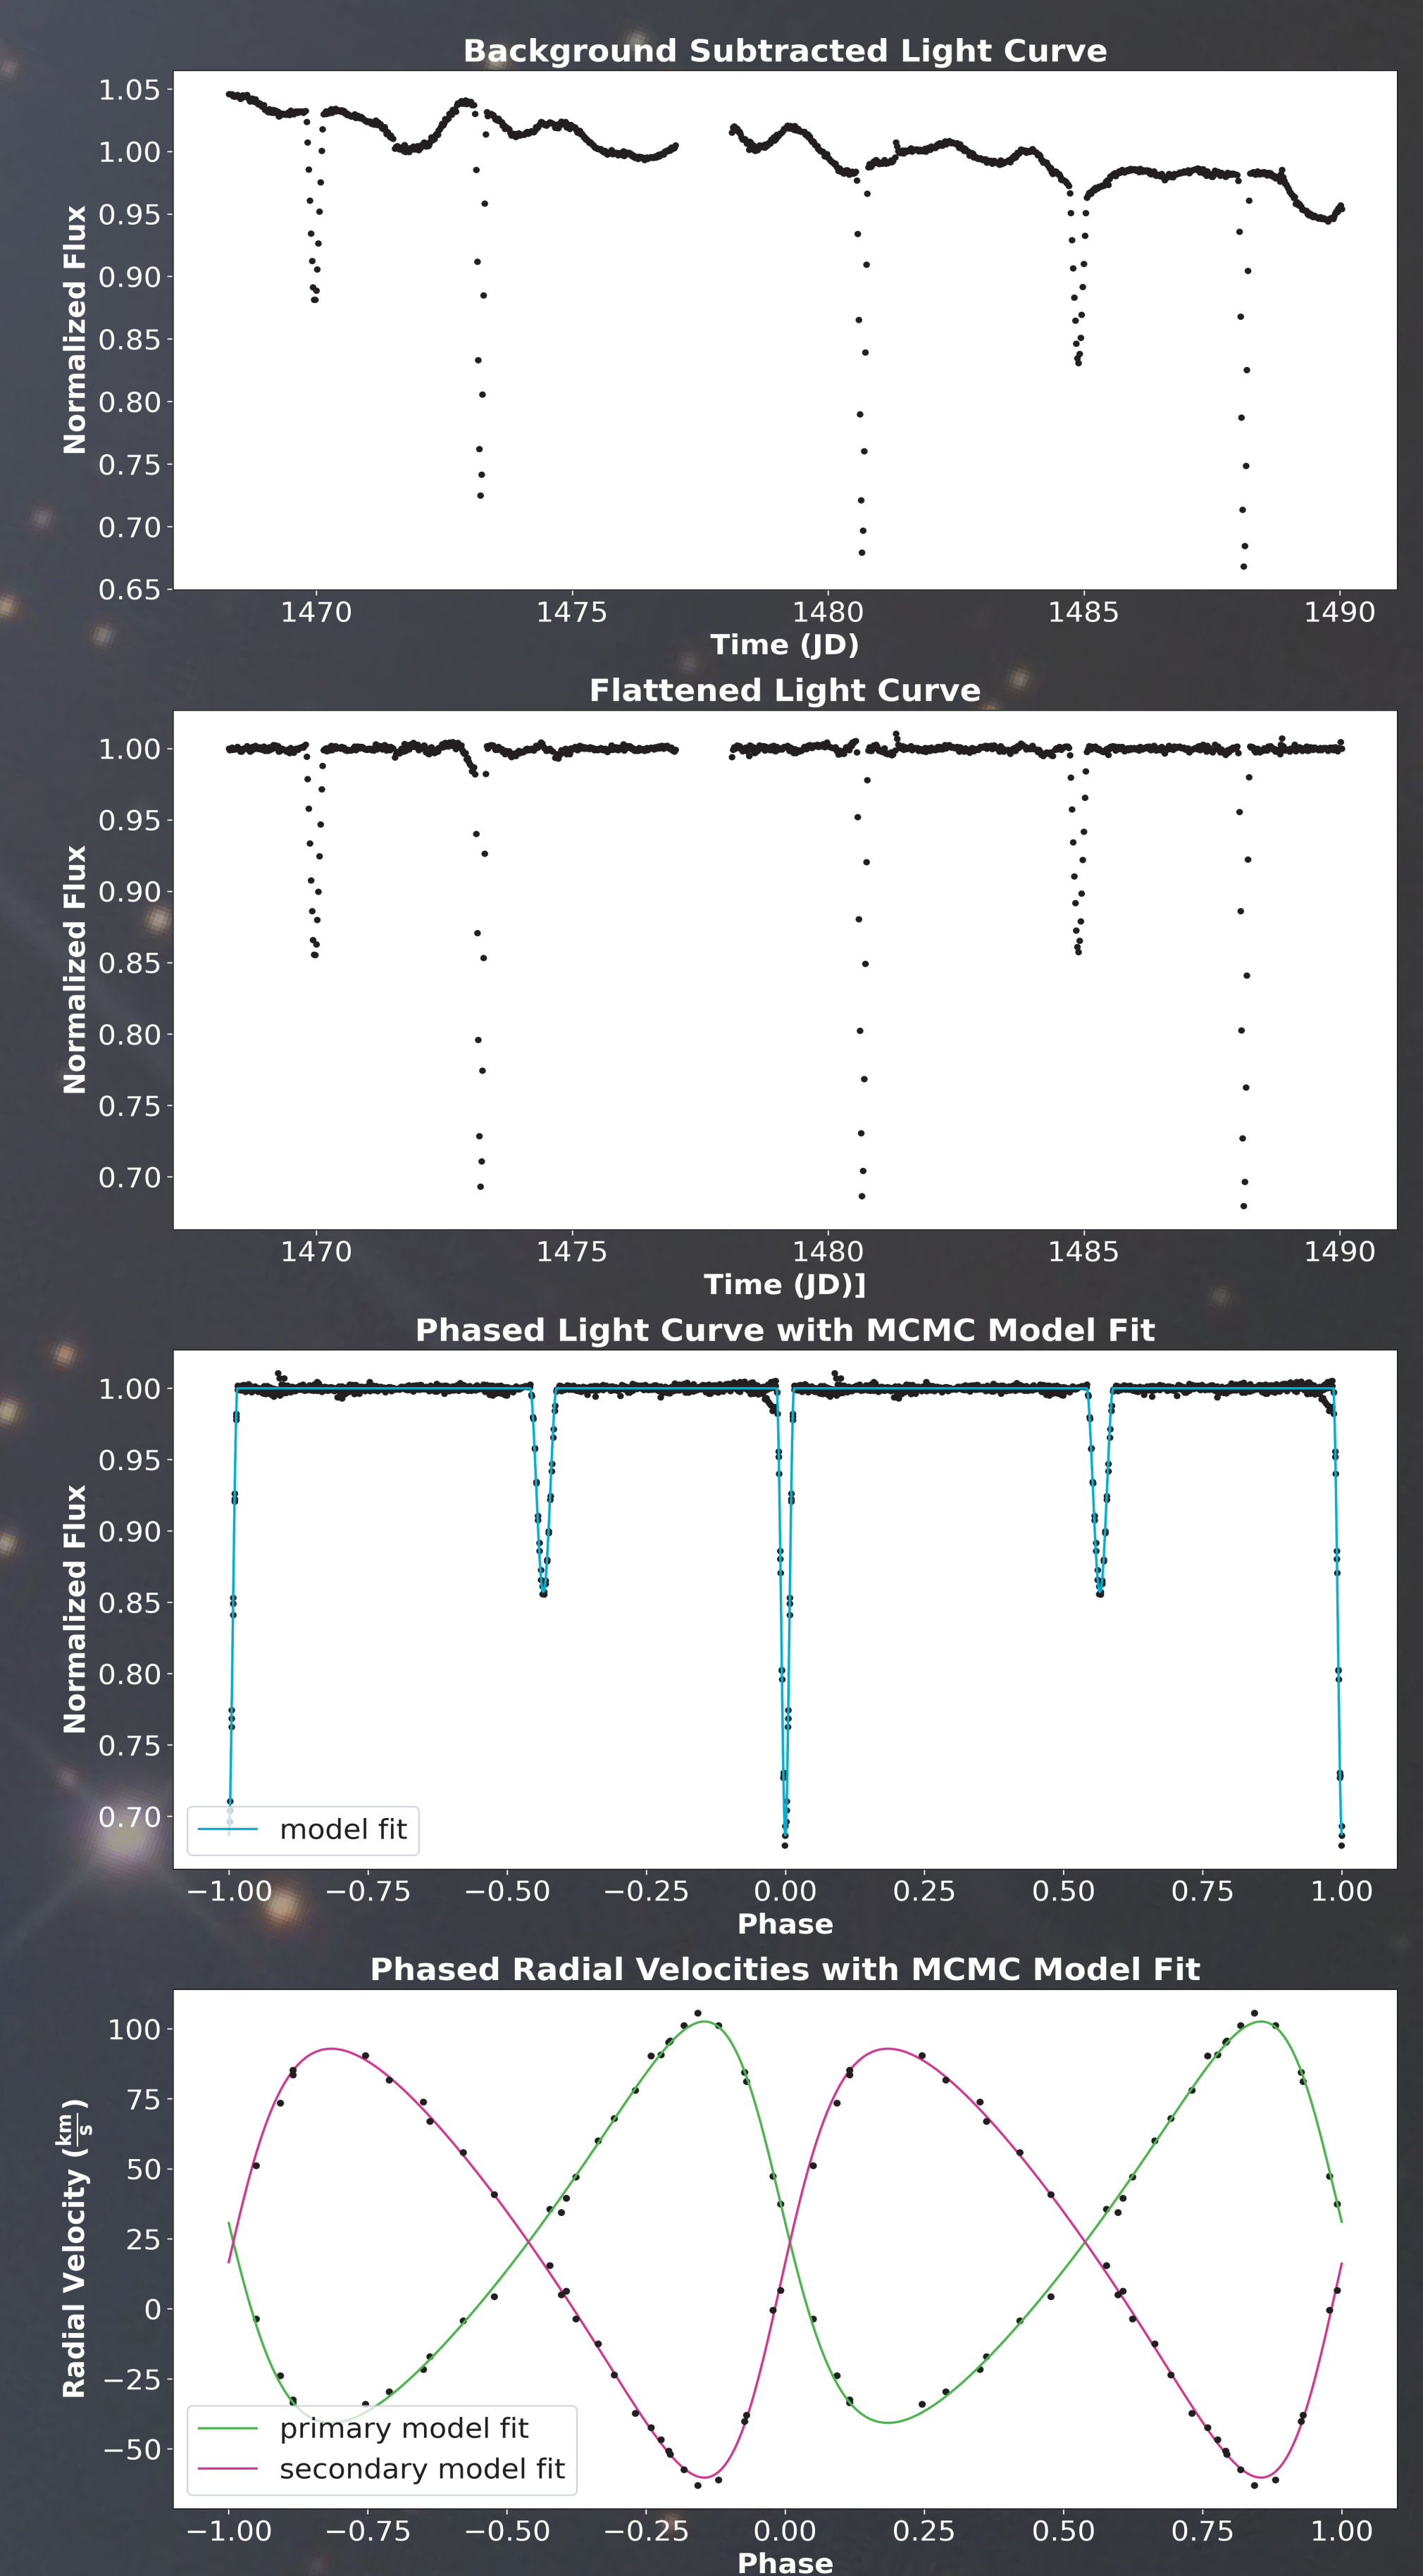 Background Subtracted Light Curve
1.05
1.00
0.95
0.90
0.85
0.80
0.75
0.70
0.65
Normalized Flux
1470 1475 1480 1485 1490
Time (JD)
Flattened Light Curve
1.00
0.95
0.90
0.85
0.80
0.75
0.70
Normalized Flux
1470 1475 1480 1485 1490
Time (JD)]
Phased Light Curve with MCMC Model Fit
1.00
0.95
0.90
0.85
0.80
0.75
0.70
Normalized Flux
model fit
−1.00 −0.75 −0.50 −0.25 0.00 0.25 0.50 0.75 1.00
Phase
Phased Radial Velocities with MCMC Model Fit
100
75
50
25
0
−25
−50
Radial Velocity (km/s)
primary model fit
secondary model fit
−1.00 −0.75 −0.50 −0.25 0.00 0.25 0.50 0.75 1.00
Phase